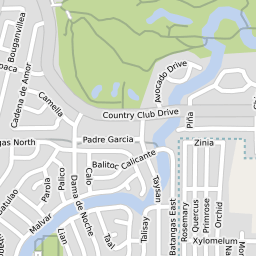 Bouganvillea
Cadena de Amor
Camella
Avocado Drive
Country Club Drive
Piña
Padre Garcia
Zinia
Balitoc Calicante
Calo
Dama de Noche
Palico
Parola
Malvar
Lian
Taal
Talisay
Taysan
Batangas East
Rosemary
Quercus
Primrose
Orchid
Xylomelum